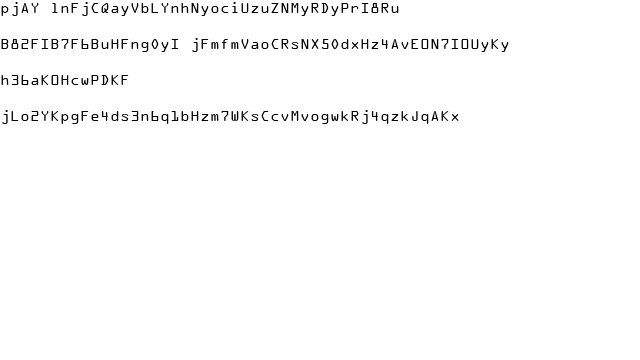 pjAY lnFjCQayVbLYnhNyociUzuZNMyRDyPrI8Ru
B82FIB7F6BuHFng0yI jFmfmVaoCRsNX50dxHz4AvEON7IOUyKy
h36aKOHcwPDKF
jLo2YKpgFe4ds3n6q1bHzm7WKsCcvMvogwkRj4qzkJqAKx